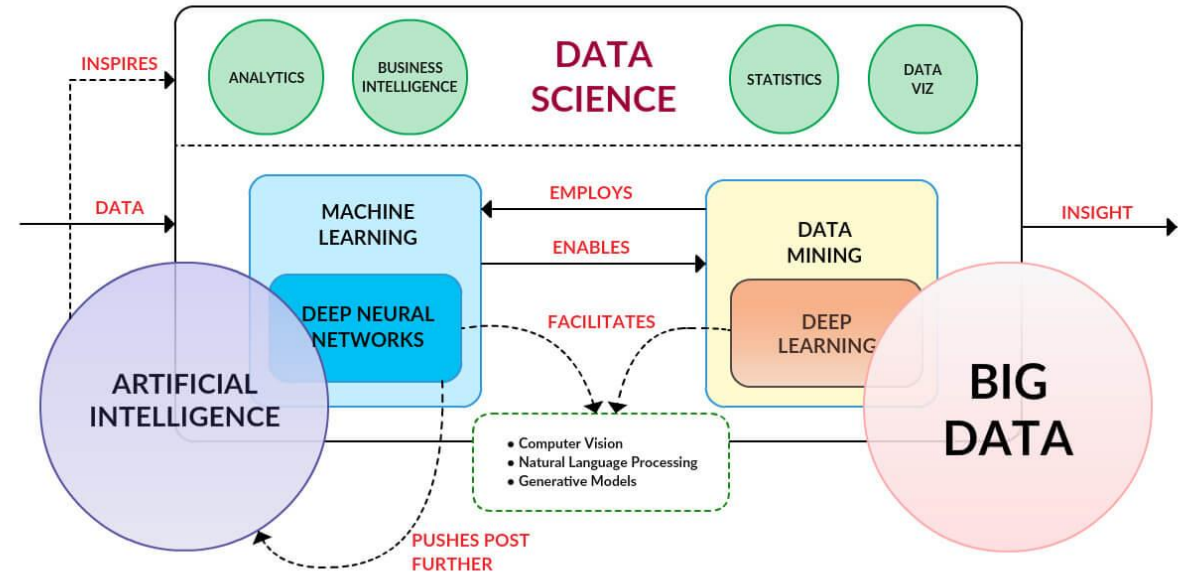 INSPIRES
ANALYTICS
BUSINESS
INTELLIGENCE
DATA
SCIENCE
STATISTICS
DATA
VIZ
DATA
MACHINE
LEARNING
EMPLOYS
ENABLES
DATA
MINING
INSIGHT
DEEP NEURAL
NETWORKS
FACILITATES
DEEP
LEARNING
ARTIFICIAL
INTELLIGENCE
BIG
DATA
• Computer Vision
• Natural Language Processing
• Generative Models
PUSHES POST
FURTHER